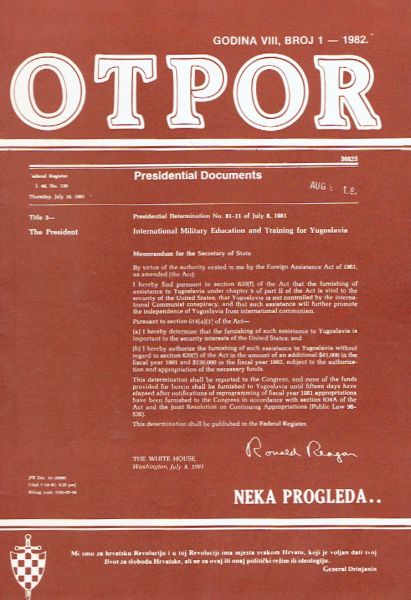 GODINA VIII, BROJ 1 — 1982.
OTPOR
36825
Federal Register
Presidential Documents
Thursday, July 16, 1981
AUG 18,
Title 3—
Presidential Determination No. 81-11 of July 8, 1981
The President
International Military Education and Training for Yugoslavia
Memorandum for the Secretary of State
By virtue of the authority vested in me by the Foreign Assistance Act of 1961,
as amended (the Act):
I hereby find pursuant to section 620(f) of the Act that the furnishing of
assistance to Yugoslavia under chapter 5 of part II of the Act is vital to the
security of the United States, that Yugoslavia is not controlled by the interna-
tional Communist conspiracy, and that such assistance will further promote
the independence of Yugoslavia from international communism.
Pursuant to section 614(a)(1) of the Act—
(a) I hereby determine that the furnishing of such assistance to Yugoslavia is
important to the security interests of the United States; and
(b) I hereby authorize the furnishing of such assistance to Yugoslavia without
regard to section 620(f) of the Act in the amount of an additional $41,000 in the
fiscal year 1981 and $130,000 in the fiscal year 1982, subject to the authoriza-
tion and appropriation of the necessary funds.
This determination shall be reported to the Congress, and none of the funds
provided for herein shall be furnished to Yugoslavia until fifteen days have
elapsed after notifications of reprogramming of fiscal year 1981 appropriations
have been furnished to the Congress in accordance with section 634A of the
Act and the Joint Resolution on Continuing Appropriations (Public Law 96-
536).
This determination shall be published in the Federal Register.
Ronald Reagan
THE WHITE HOUSE,
Washington, July 8, 1981
NEKA PROGLEDA..
Mi smo za hrvatsku Revoluciju i u toj Revoluciji ima mjesta svakom Hrvatu, koji je voljan dati svoj
život za slobodu Hrvatske, ali ne za ovaj ili onaj politički režim ili ideologiju.
General Drinjanin